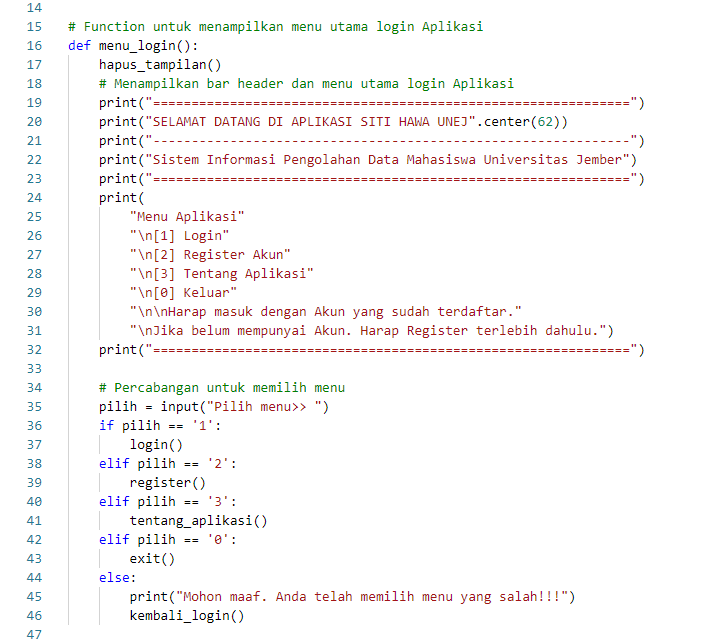 14
15 # Function untuk menampilkan menu utama login Aplikasi
16 def menu_login():
17     hapus_tampilan()
18     # Menampilkan bar header dan menu utama login Aplikasi
19     print("==============================================================")
20     print("SELAMAT DATANG DI APLIKASI SITI HAWA UNEJ".center(62))
21     print("--------------------------------------------------------------")
22     print("Sistem Informasi Pengolahan Data Mahasiswa Universitas Jember")
23     print("==============================================================")
24     print(
25         "Menu Aplikasi"
26         "\n[1] Login"
27         "\n[2] Register Akun"
28         "\n[3] Tentang Aplikasi"
29         "\n[0] Keluar"
30         "\n\nHarap masuk dengan Akun yang sudah terdaftar."
31         "\nJika belum mempunyai Akun. Harap Register terlebih dahulu.")
32     print("==============================================================")
33
34     # Percabangan untuk memilih menu
35     pilih = input("Pilih menu>> ")
36     if pilih == '1':
37         login()
38     elif pilih == '2':
39         register()
40     elif pilih == '3':
41         tentang_aplikasi()
42     elif pilih == '0':
43         exit()
44     else:
45         print("Mohon maaf. Anda telah memilih menu yang salah!!!")
46         kembali_login()
47